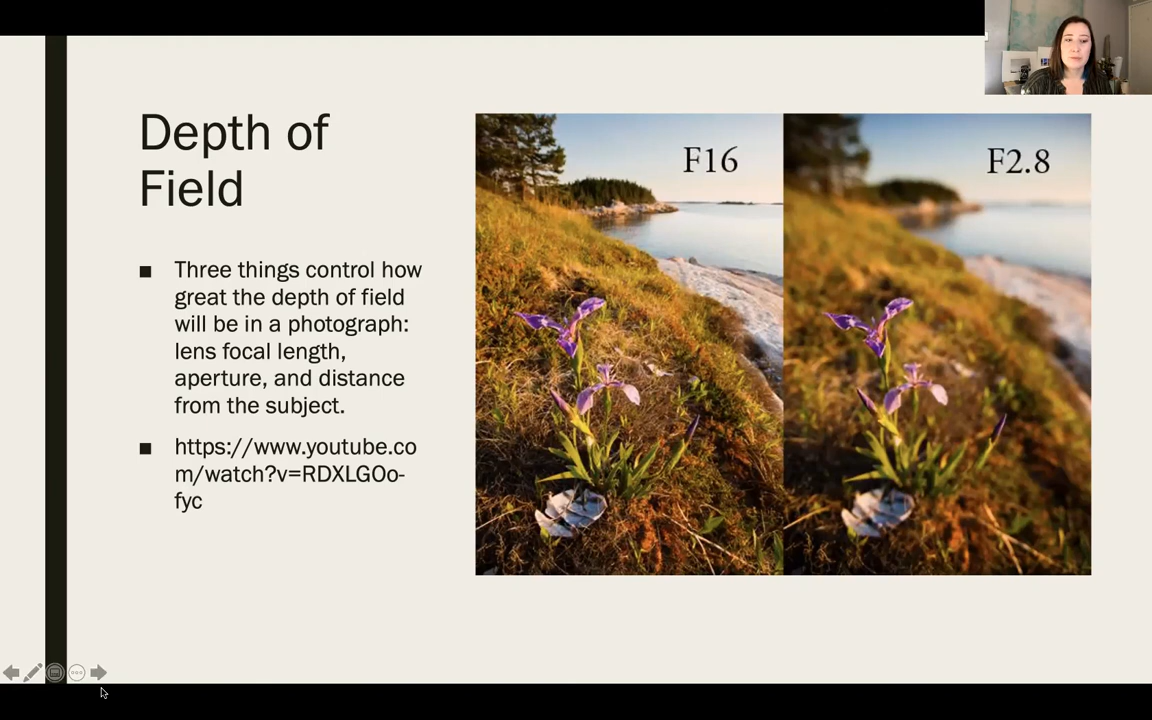 Depth of
Field
■ Three things control how
great the depth of field
will be in a photograph:
lens focal length,
aperture, and distance
from the subject.
■ https://www.youtube.co
m/watch?v=RDXLGOo-
fyc
F16
F2.8